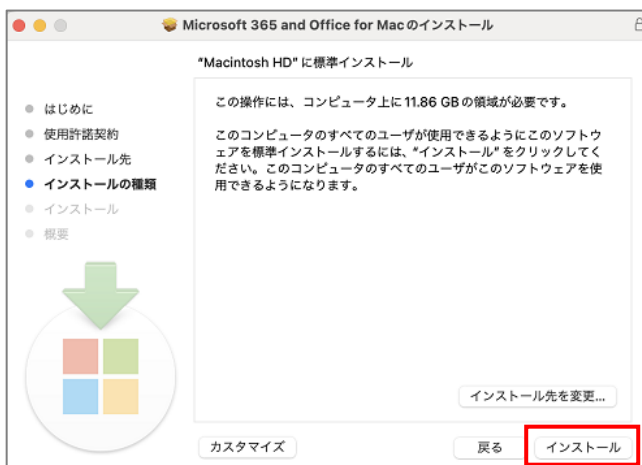 Microsoft 365 and Office for Macのインストール
"Macintosh HD"に標準インストール
はじめに
使用許諾契約
インストール先
インストールの種類
インストール
概要
この操作には、コンピュータ上に11.86 GBの領域が必要です。
このコンピュータのすべてのユーザが使用できるようにこのソフトウ
ェアを標準インストールするには、"インストール"をクリックしてく
ださい。このコンピュータのすべてのユーザがこのソフトウェアを使
用できるようになります。
インストール先を変更...
カスタマイズ
戻る
インストール